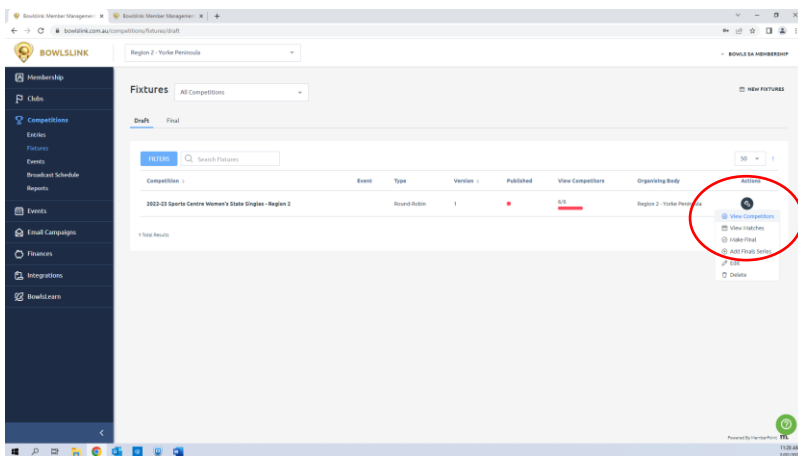 Bowlslink Member Managemen
Bowlslink Member Managemen
bowlslink.com.au/competitions/fixtures/draft
BOWLSLINK
Region 2 - Yorke Peninsula
BOWLS SA MEMBERSHIP
Membership
Clubs
Competitions
Entries
Fixtures
Events
Broadcast Schedule
Reports
Events
Email Campaigns
Finances
Integrations
BowlsLearn
Fixtures
All Competitions
NEW FIXTURES
Draft Final
FILTERS Search Fixtures 50
Competition Event Type Version Published View Competitors Organising Body Actions
2022-23 Sports Centre Women's State Singles - Region 2 Round-Robin 1 6/6 Region 2 - Yorke Peninsula
View Competitors
View Matches
Make Final
Add Finals Series
Edit
Delete
1 Total Results
Powered By MemberPoint
11:20 AM